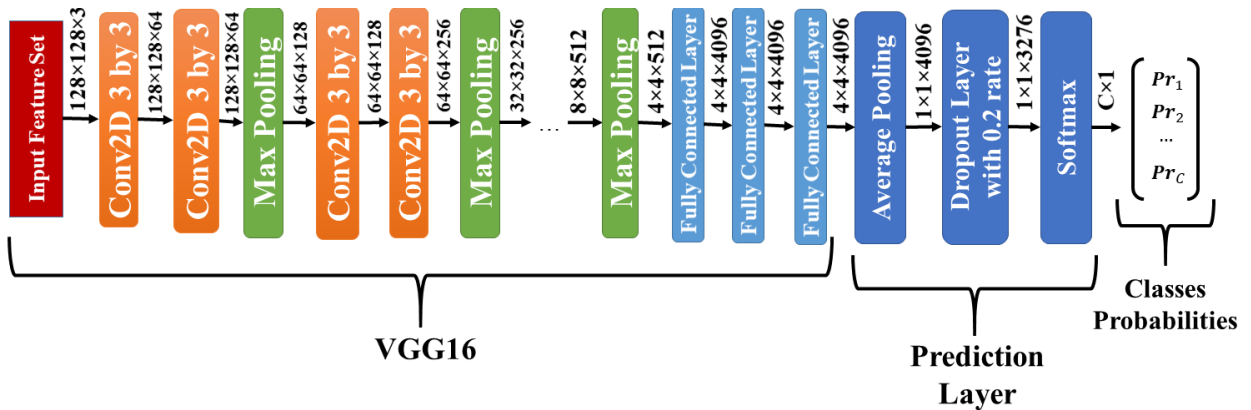 Input Feature Set
128×128×3
Conv2D 3 by 3
128×128×64
Conv2D 3 by 3
128×128×64
Max Pooling
64×64×128
Conv2D 3 by 3
64×64×128
Conv2D 3 by 3
64×64×256
Max Pooling
32×32×256
...
8×8×512
Max Pooling
4×4×512
Fully Connected Layer
4×4×4096
Fully Connected Layer
4×4×4096
Fully Connected Layer
4×4×4096
Average Pooling
1×1×4096
Dropout Layer
with 0.2 rate
1×1×3276
Softmax
C×1
Pr1
Pr2
...
PrC
VGG16
Prediction
Layer
Classes
Probabilities